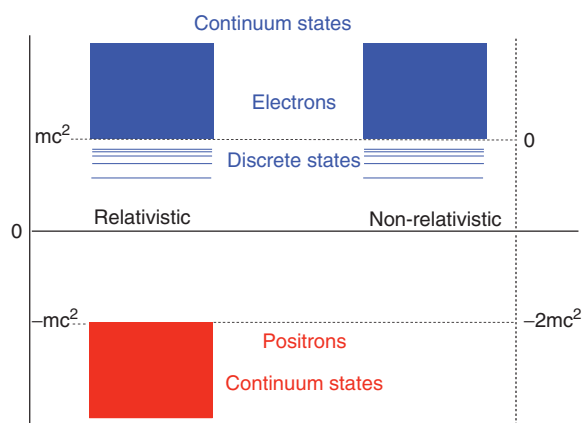 Continuum states
Electrons
mc²
0
Discrete states
Relativistic
Non-relativistic
0
–mc²
–2mc²
Positrons
Continuum states